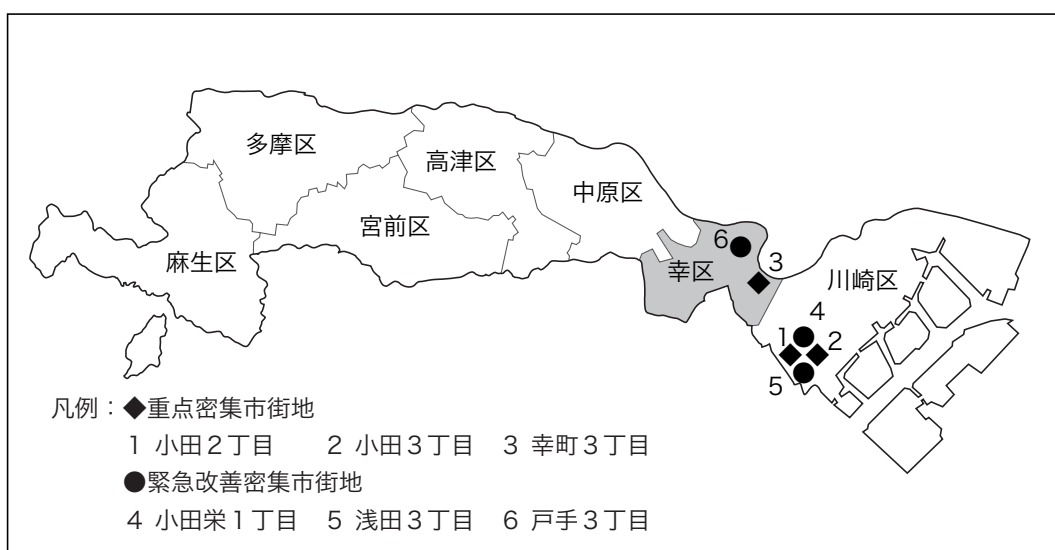 多摩区
高津区
中原区
宮前区
麻生区
幸区
川崎区
6
3
4
1
2
5
凡例：◆重点密集市街地
1 小田2丁目 2 小田3丁目 3 幸町3丁目
●緊急改善密集市街地
4 小田栄1丁目 5 浅田3丁目 6 戸手3丁目